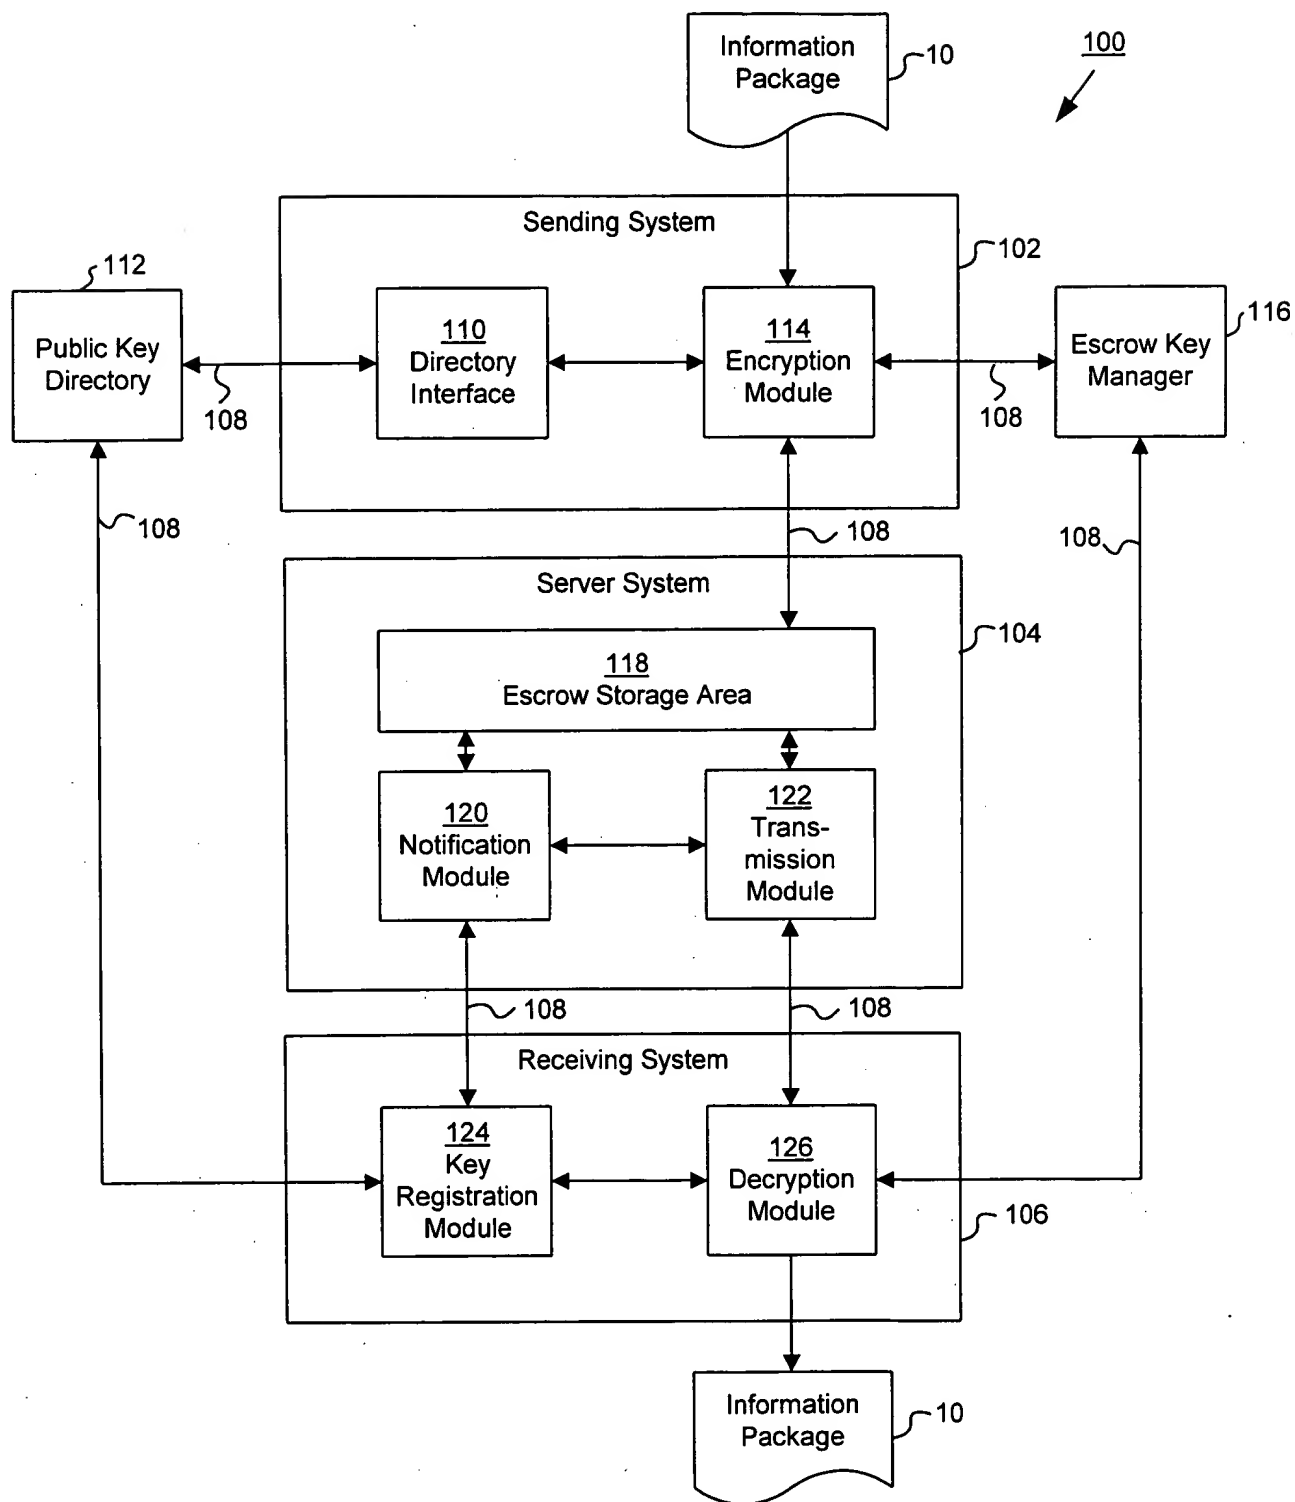 Information
Package
10
100
Sending System
102
112
Public Key
Directory
108
110
Directory
Interface
114
Encryption
Module
108
116
Escrow Key
Manager
108
108
108
Server System
104
118
Escrow Storage Area
120
Notification
Module
122
Trans-
mission
Module
108
108
Receiving System
124
Key
Registration
Module
126
Decryption
Module
106
Information
Package
10